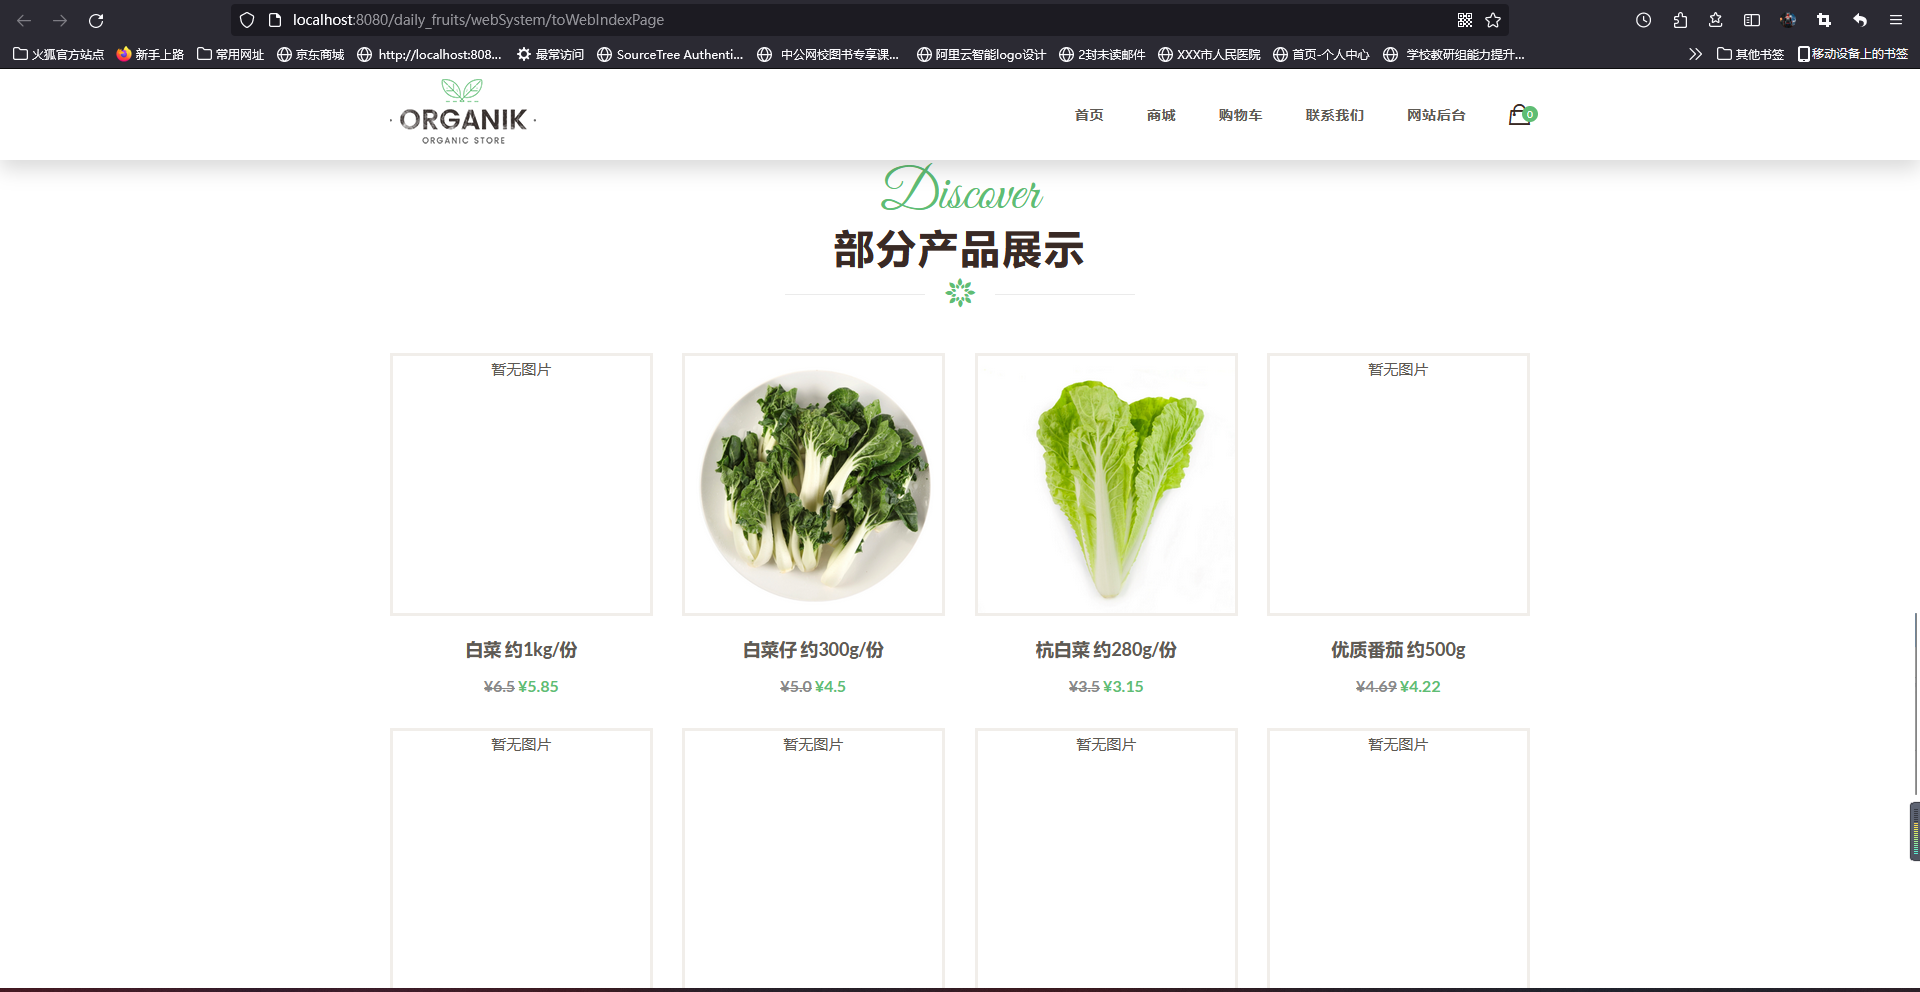 localhost:8080/daily_fruits/webSystem/toWebIndexPage
火狐官方站点 新手上路 常用网址 京东商城 http://localhost:808... 最常访问 SourceTree Authenti... 中公网校图书专享课... 阿里云智能logo设计 2封未读邮件 XXX市人民医院 首页-个人中心 学校教研组能力提升... 其他书签 移动设备上的书签
ORGANIK
ORGANIC STORE
首页 商城 购物车 联系我们 网站后台 0
Discover
部分产品展示
暂无图片 暂无图片
白菜 约1kg/份 白菜仔 约300g/份 杭白菜 约280g/份 优质番茄 约500g
¥6.5 ¥5.85 ¥5.0 ¥4.5 ¥3.5 ¥3.15 ¥4.69 ¥4.22
暂无图片 暂无图片 暂无图片 暂无图片